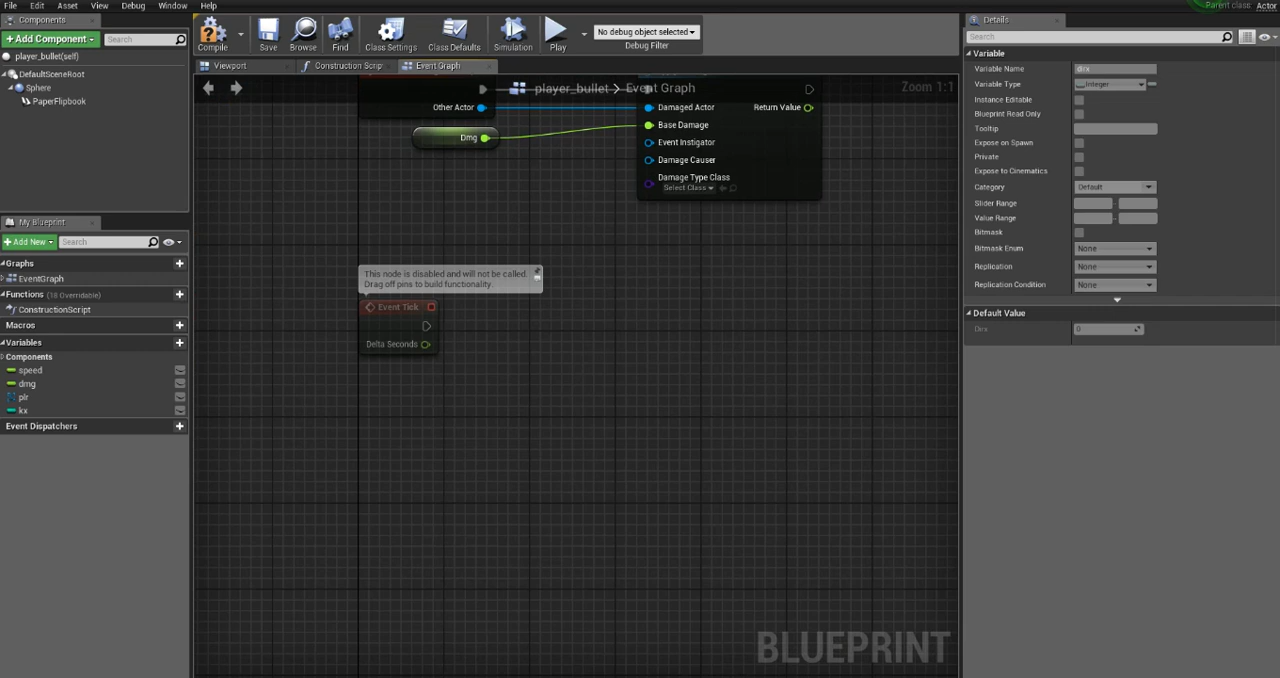 File Edit Asset View Debug Window Help
Parent class: Actor
Components
+ Add Component Search
player_bullet(self)
DefaultSceneRoot
Sphere
PaperFlipbook
My Blueprint
+ Add New Search
Graphs
EventGraph
Functions (18 Overridable)
ConstructionScript
Macros
Variables
Components
speed
dmg
plr
kx
Event Dispatchers
Compile Save Browse Find Class Settings Class Defaults Simulation Play
No debug object selected
Debug Filter
Viewport Construction Scrip Event Graph
player_bullet > Event Graph
Zoom 1:1
Other Actor
Dmg
Damaged Actor Return Value
Base Damage
Event Instigator
Damage Causer
Damage Type Class
Select Class
This node is disabled and will not be called.
Drag off pins to build functionality.
Event Tick
Delta Seconds
BLUEPRINT
Details
Search
Variable
Variable Name dirx
Variable Type Integer
Instance Editable
Blueprint Read Only
Tooltip
Expose on Spawn
Private
Expose to Cinematics
Category Default
Slider Range
Value Range
Bitmask
Bitmask Enum None
Replication None
Replication Condition None
Default Value
Dirx 0